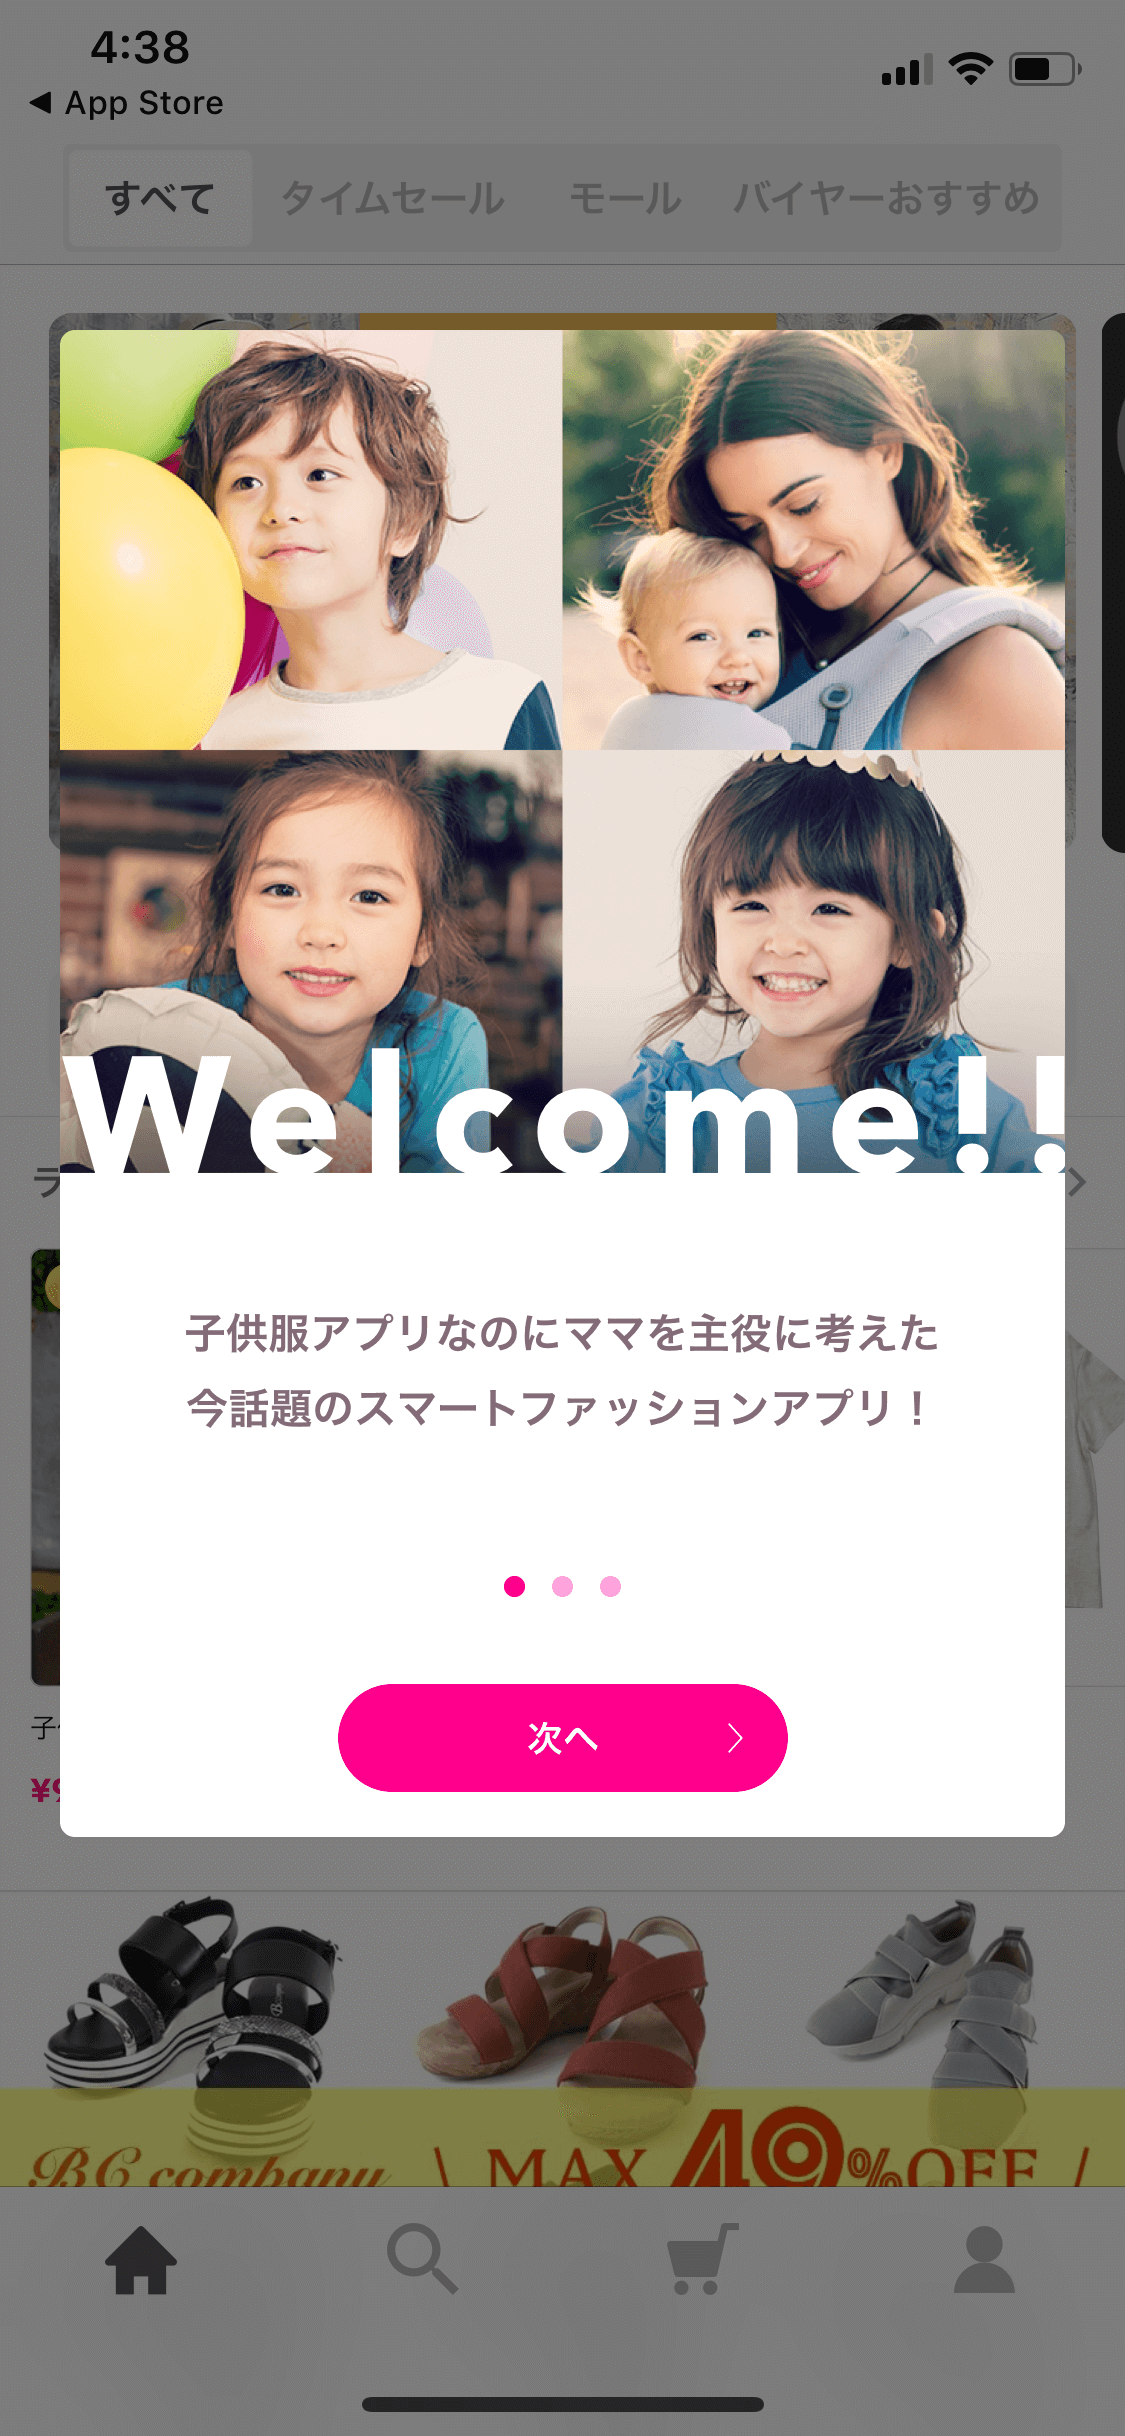 4:38
◀ App Store
すべて
タイムセール
モール
バイヤーおすすめ
Welcome!!
子供服アプリなのにママを主役に考えた
今話題のスマートファッションアプリ！
次へ
BC company
\ MAX 49%OFF /